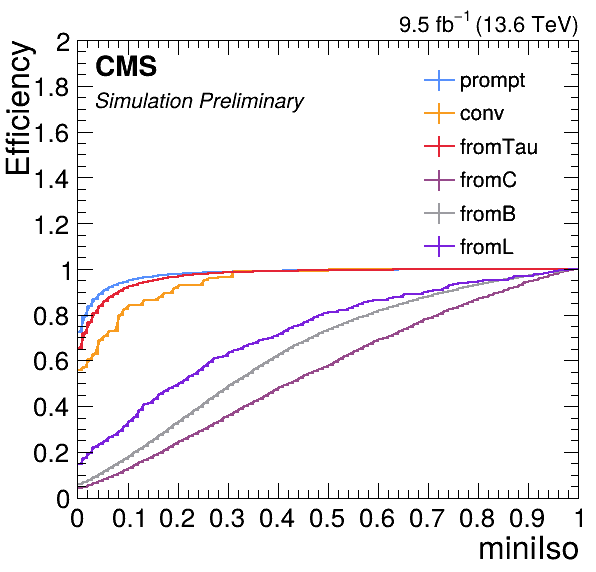 9.5 fb⁻¹ (13.6 TeV)
CMS
Simulation Preliminary
prompt
conv
fromTau
fromC
fromB
fromL
Efficiency
2
1.8
1.6
1.4
1.2
1
0.8
0.6
0.4
0.2
0
0 0.1 0.2 0.3 0.4 0.5 0.6 0.7 0.8 0.9 1
miniIso